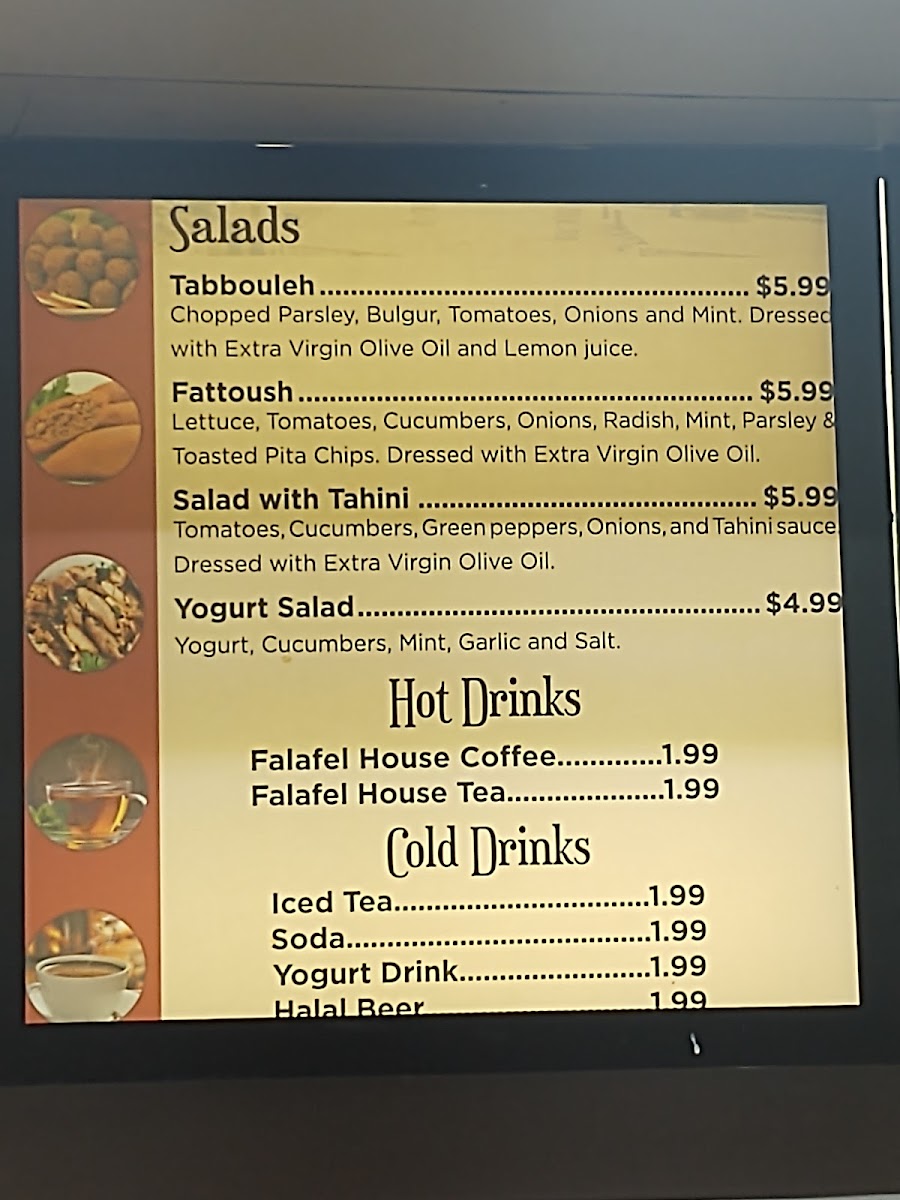 Salads
Tabbouleh........................................................ $5.99
Chopped Parsley, Bulgur, Tomatoes, Onions and Mint. Dressed
with Extra Virgin Olive Oil and Lemon juice.
Fattoush.......................................................... $5.99
Lettuce, Tomatoes, Cucumbers, Onions, Radish, Mint, Parsley &
Toasted Pita Chips. Dressed with Extra Virgin Olive Oil.
Salad with Tahini ........................................... $5.99
Tomatoes, Cucumbers, Green peppers, Onions, and Tahini sauce.
Dressed with Extra Virgin Olive Oil.
Yogurt Salad.................................................... $4.99
Yogurt, Cucumbers, Mint, Garlic and Salt.
Hot Drinks
Falafel House Coffee.............1.99
Falafel House Tea....................1.99
Cold Drinks
Iced Tea................................1.99
Soda......................................1.99
Yogurt Drink........................1.99
Halal Beer............................1.99